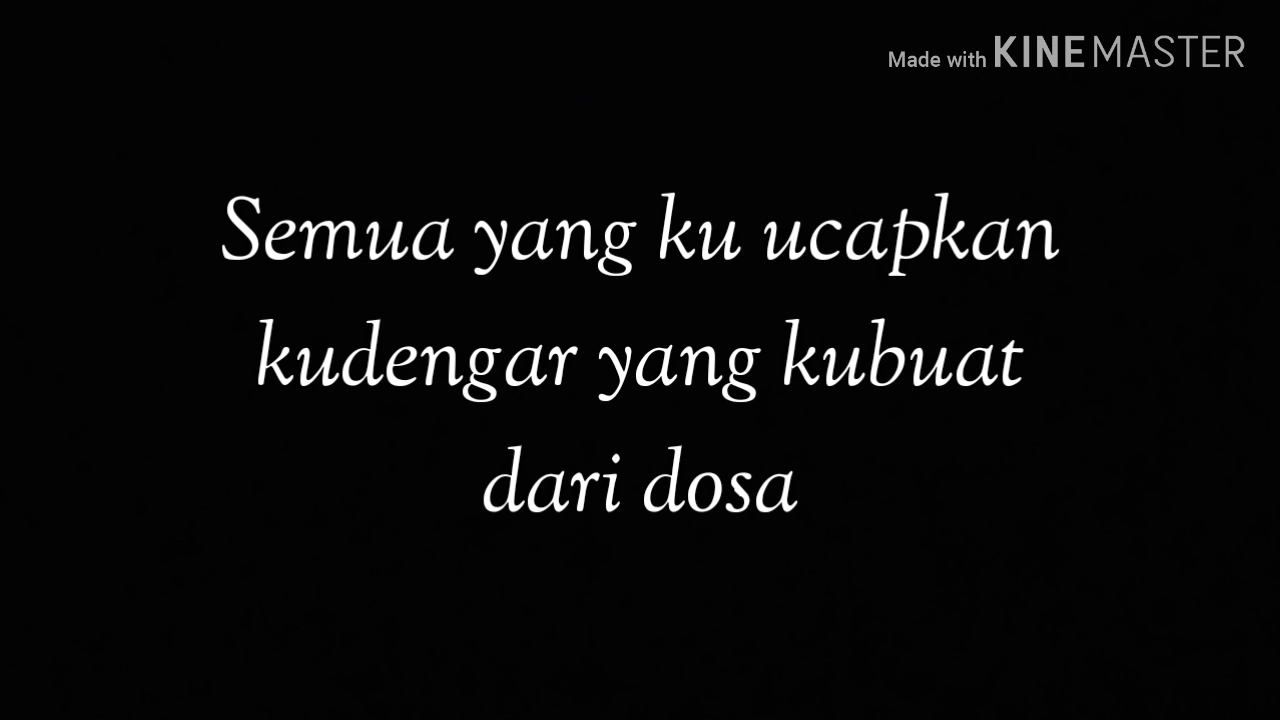 Made with KINEMASTER
Semua yang ku ucapkan
kudengar yang kubuat
dari dosa